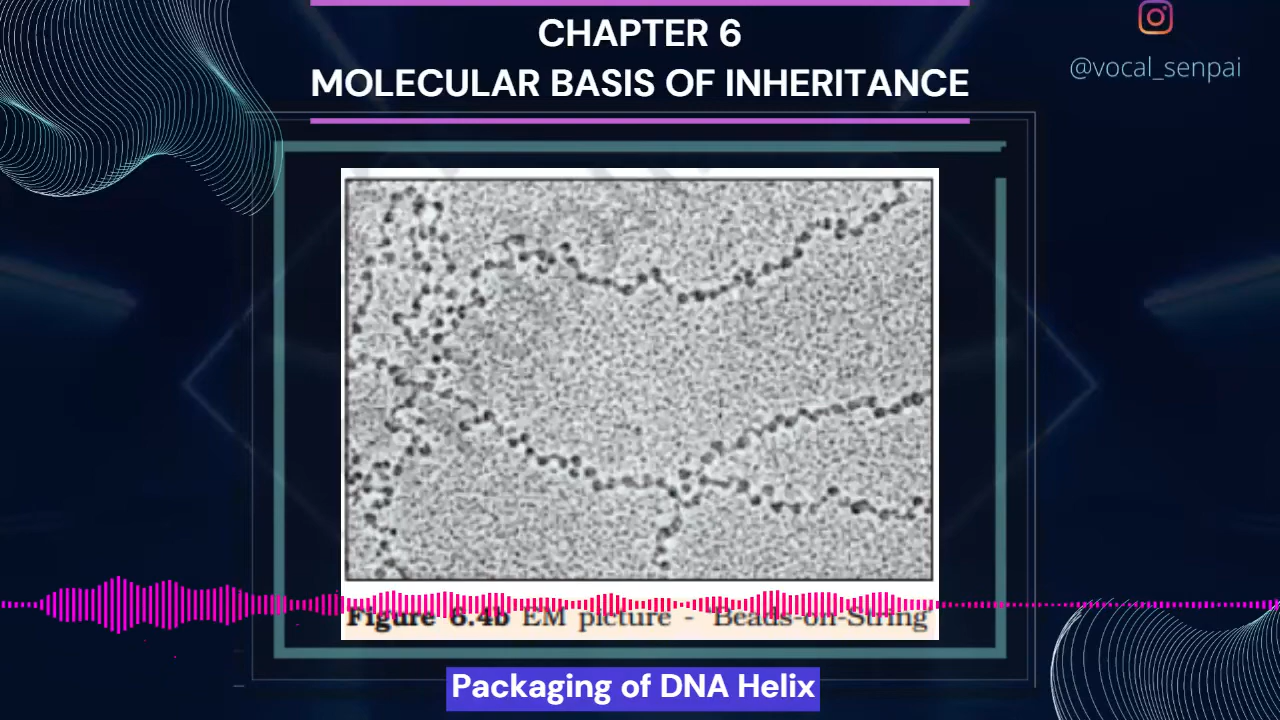 CHAPTER 6
MOLECULAR BASIS OF INHERITANCE
@vocal_senpai
Figure 6.4b EM picture - 'Beads-on-String
Packaging of DNA Helix